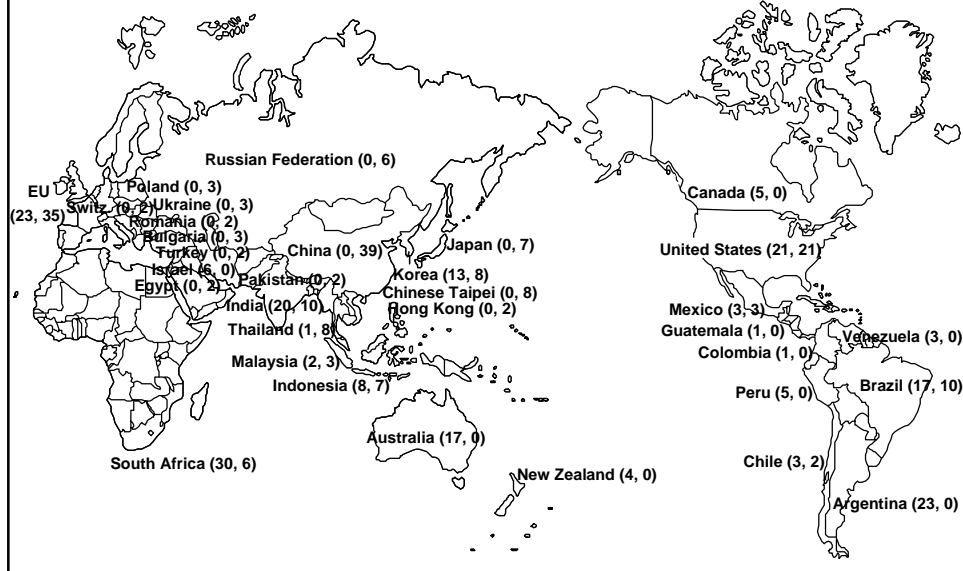 Russian Federation (0, 6)
EU
(23, 35)
Poland (0, 3)
Switz. (0, 2)
Ukraine (0, 3)
Romania (0, 2)
Bulgaria (0, 3)
Turkey (0, 2)
Israel (6, 0)
Egypt (0, 2)
Pakistan (0, 2)
China (0, 39)
Japan (0, 7)
Korea (13, 8)
Chinese Taipei (0, 8)
Hong Kong (0, 2)
India (20, 10)
Thailand (1, 8)
Malaysia (2, 3)
Indonesia (8, 7)
Australia (17, 0)
South Africa (30, 6)
New Zealand (4, 0)
Canada (5, 0)
United States (21, 21)
Mexico (3, 3)
Guatemala (1, 0)
Venezuela (3, 0)
Colombia (1, 0)
Peru (5, 0)
Brazil (17, 10)
Chile (3, 2)
Argentina (23, 0)